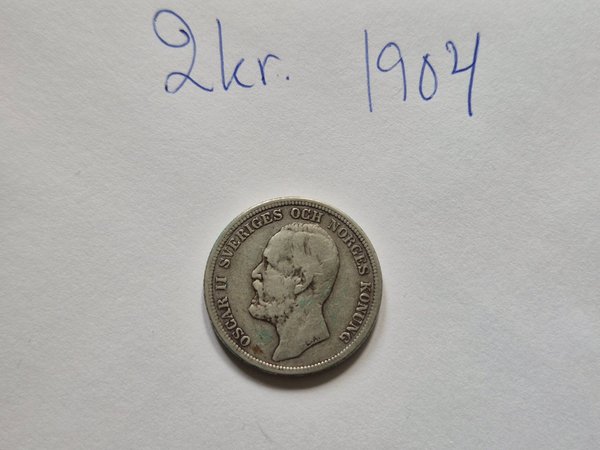 2kr. 1904
OSCAR II SVERIGES OCH NORGES KONUNG